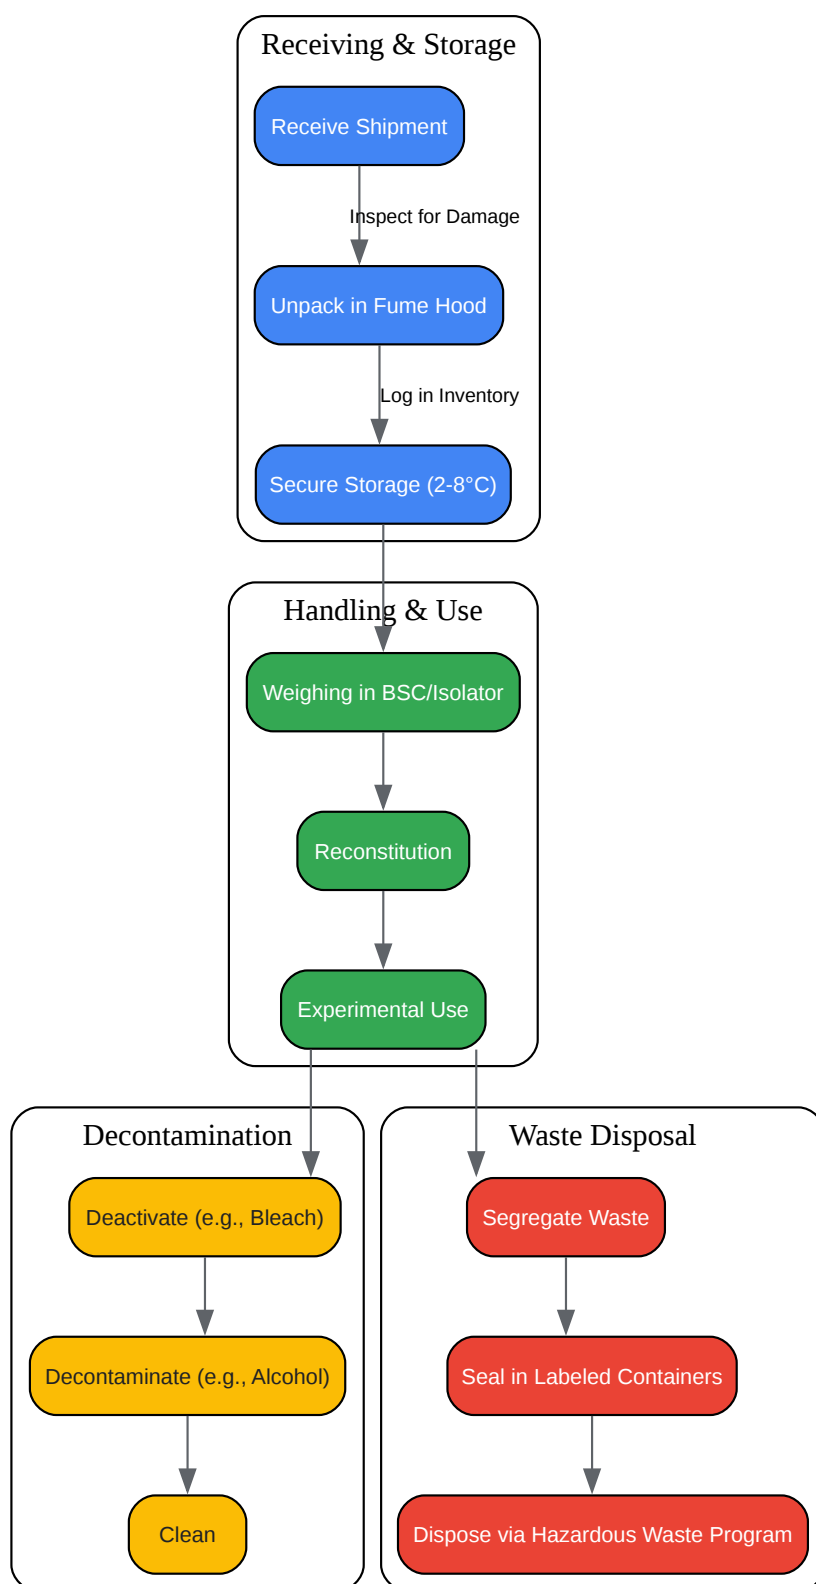 Receiving & Storage
Receive Shipment
Inspect for Damage
Unpack in Fume Hood
Log in Inventory
Secure Storage (2-8°C)
Handling & Use
Weighing in BSC/Isolator
Reconstitution
Experimental Use
Decontamination
Deactivate (e.g., Bleach)
Decontaminate (e.g., Alcohol)
Clean
Waste Disposal
Segregate Waste
Seal in Labeled Containers
Dispose via Hazardous Waste Program